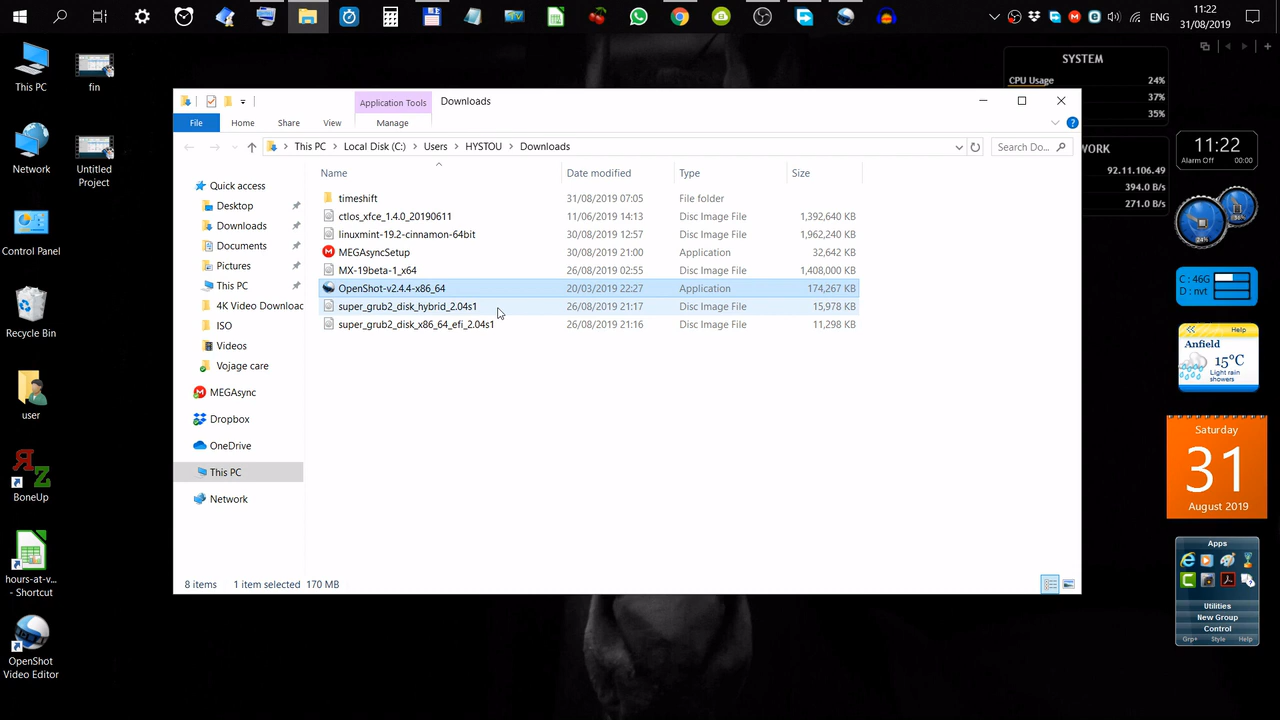 ENG
11:22
31/08/2019
This PC
fin
Network
Untitled
Project
Control Panel
Recycle Bin
user
BoneUp
hours-at-v...
- Shortcut
OpenShot
Video Editor
Application Tools
Downloads
File
Home
Share
View
Manage
This PC > Local Disk (C:) > Users > HYSTOU > Downloads
Search Do...
Name Date modified Type Size
timeshift 31/08/2019 07:05 File folder
ctlos_xfce_1.4.0_20190611 11/06/2019 14:13 Disc Image File 1,392,640 KB
linuxmint-19.2-cinnamon-64bit 30/08/2019 12:57 Disc Image File 1,962,240 KB
MEGAsyncSetup 30/08/2019 21:00 Application 32,642 KB
MX-19beta-1_x64 26/08/2019 02:55 Disc Image File 1,408,000 KB
OpenShot-v2.4.4-x86_64 20/03/2019 22:27 Application 174,267 KB
super_grub2_disk_hybrid_2.04s1 26/08/2019 21:17 Disc Image File 15,978 KB
super_grub2_disk_x86_64_efi_2.04s1 26/08/2019 21:16 Disc Image File 11,298 KB
Quick access
Desktop
Downloads
Documents
Pictures
This PC
4K Video Downloac
ISO
Videos
Vojage care
MEGAsync
Dropbox
OneDrive
This PC
Network
8 items 1 item selected 170 MB
SYSTEM
CPU Usage 24%
37%
35%
WORK
92.11.106.49
394.0 B/s
271.0 B/s
11:22
Alarm Off 00:00
24%
C : 46G
D : nvt
Help
Anfield
15°C
Light rain
showers
Saturday
31
August 2019
Apps
Utilities
New Group
Control
Grp+ Style Help